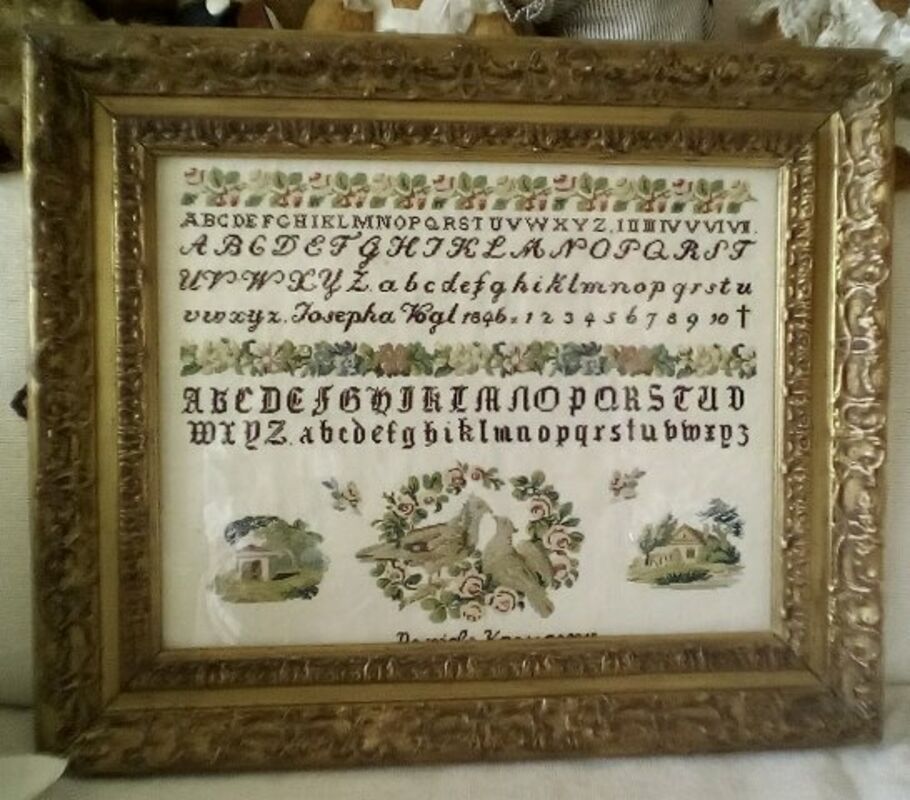 ABCDEFGHIKLMNOPQRSTUVWXYZ. I II III IV V VI VII.
ABCDEFGHIKLMNOPQRST
UVWXYZ. abcdefghiklmnopqrstu
vwxyz. Josepha Vogl 1846. 1 2 3 4 5 6 7 8 9 10 †
ABCDEFGHIKLMNOPQRSTUV
WXYZ. abcdefghiklmnopqrstuvwxyz